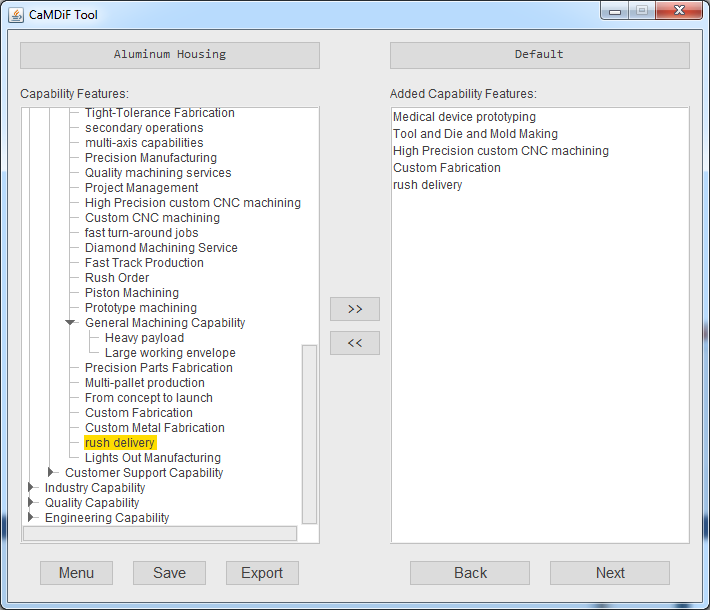 CaMDiF Tool
Aluminum Housing
Default
Capability Features:
Added Capability Features:
Tight-Tolerance Fabrication
secondary operations
multi-axis capabilities
Precision Manufacturing
Quality machining services
Project Management
High Precision custom CNC machining
Custom CNC machining
fast turn-around jobs
Diamond Machining Service
Fast Track Production
Rush Order
Piston Machining
Prototype machining
General Machining Capability
Heavy payload
Large working envelope
Precision Parts Fabrication
Multi-pallet production
From concept to launch
Custom Fabrication
Custom Metal Fabrication
rush delivery
Lights Out Manufacturing
Customer Support Capability
Industry Capability
Quality Capability
Engineering Capability
>>
<<
Medical device prototyping
Tool and Die and Mold Making
High Precision custom CNC machining
Custom Fabrication
rush delivery
Menu
Save
Export
Back
Next